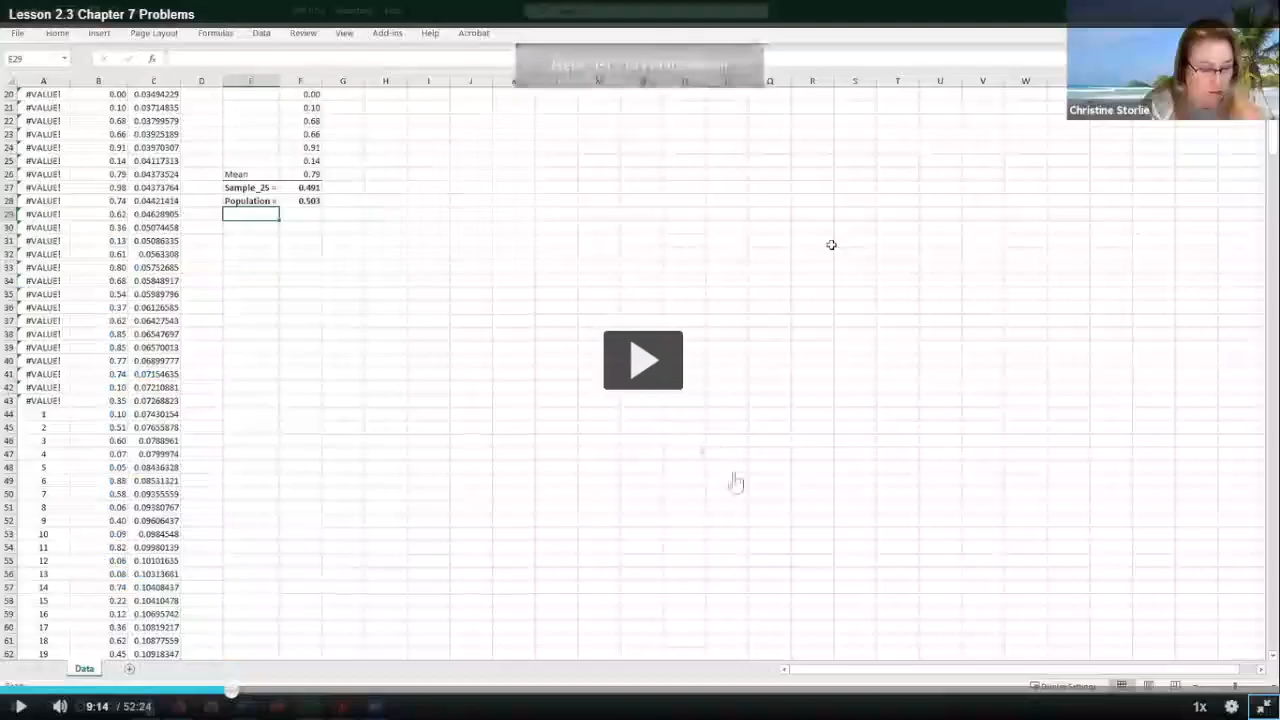 Lesson 2.3 Chapter 7 Problems
File Home Insert Page Layout Formulas Data Review View Add-ins Help Acrobat
E29 fx
Christine Storlie
A B C D E F G H I J K Q R S T U V W
20 #VALUE! 0.00 0.03494229 0.00
21 #VALUE! 0.10 0.03714835 0.10
22 #VALUE! 0.68 0.03799579 0.68
23 #VALUE! 0.66 0.03925189 0.66
24 #VALUE! 0.91 0.03970307 0.91
25 #VALUE! 0.14 0.04117313 0.14
26 #VALUE! 0.79 0.04373524 Mean 0.79
27 #VALUE! 0.98 0.04373764 Sample_25 = 0.491
28 #VALUE! 0.74 0.04421414 Population = 0.503
29 #VALUE! 0.62 0.04628905
30 #VALUE! 0.36 0.05074458
31 #VALUE! 0.13 0.05086335
32 #VALUE! 0.61 0.0563308
33 #VALUE! 0.80 0.05752685
34 #VALUE! 0.68 0.05848917
35 #VALUE! 0.54 0.05989796
36 #VALUE! 0.37 0.06126585
37 #VALUE! 0.62 0.06427543
38 #VALUE! 0.85 0.06547697
39 #VALUE! 0.85 0.06570013
40 #VALUE! 0.77 0.06899777
41 #VALUE! 0.74 0.07154635
42 #VALUE! 0.10 0.07210881
43 #VALUE! 0.35 0.07268823
44 1 0.10 0.07430154
45 2 0.51 0.07655878
46 3 0.60 0.0788961
47 4 0.07 0.0799974
48 5 0.05 0.08436328
49 6 0.88 0.08531321
50 7 0.58 0.09355559
51 8 0.06 0.09380767
52 9 0.40 0.09606437
53 10 0.09 0.0984548
54 11 0.82 0.09980139
55 12 0.06 0.10101635
56 13 0.08 0.10313681
57 14 0.74 0.10408437
58 15 0.22 0.10410478
59 16 0.12 0.10695742
60 17 0.36 0.10819217
61 18 0.62 0.10877559
62 19 0.45 0.10918347
Data
Display Settings
9:14 / 52:24 1x